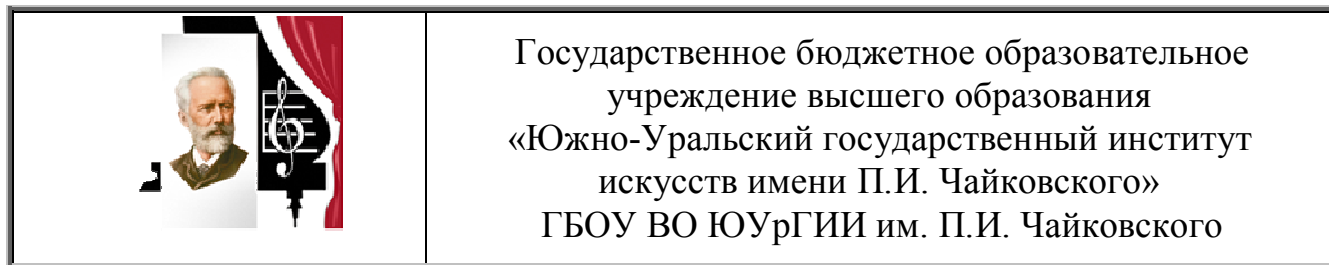 Государственное бюджетное образовательное
учреждение высшего образования
«Южно-Уральский государственный институт
искусств имени П.И. Чайковского»
ГБОУ ВО ЮУрГИИ им. П.И. Чайковского